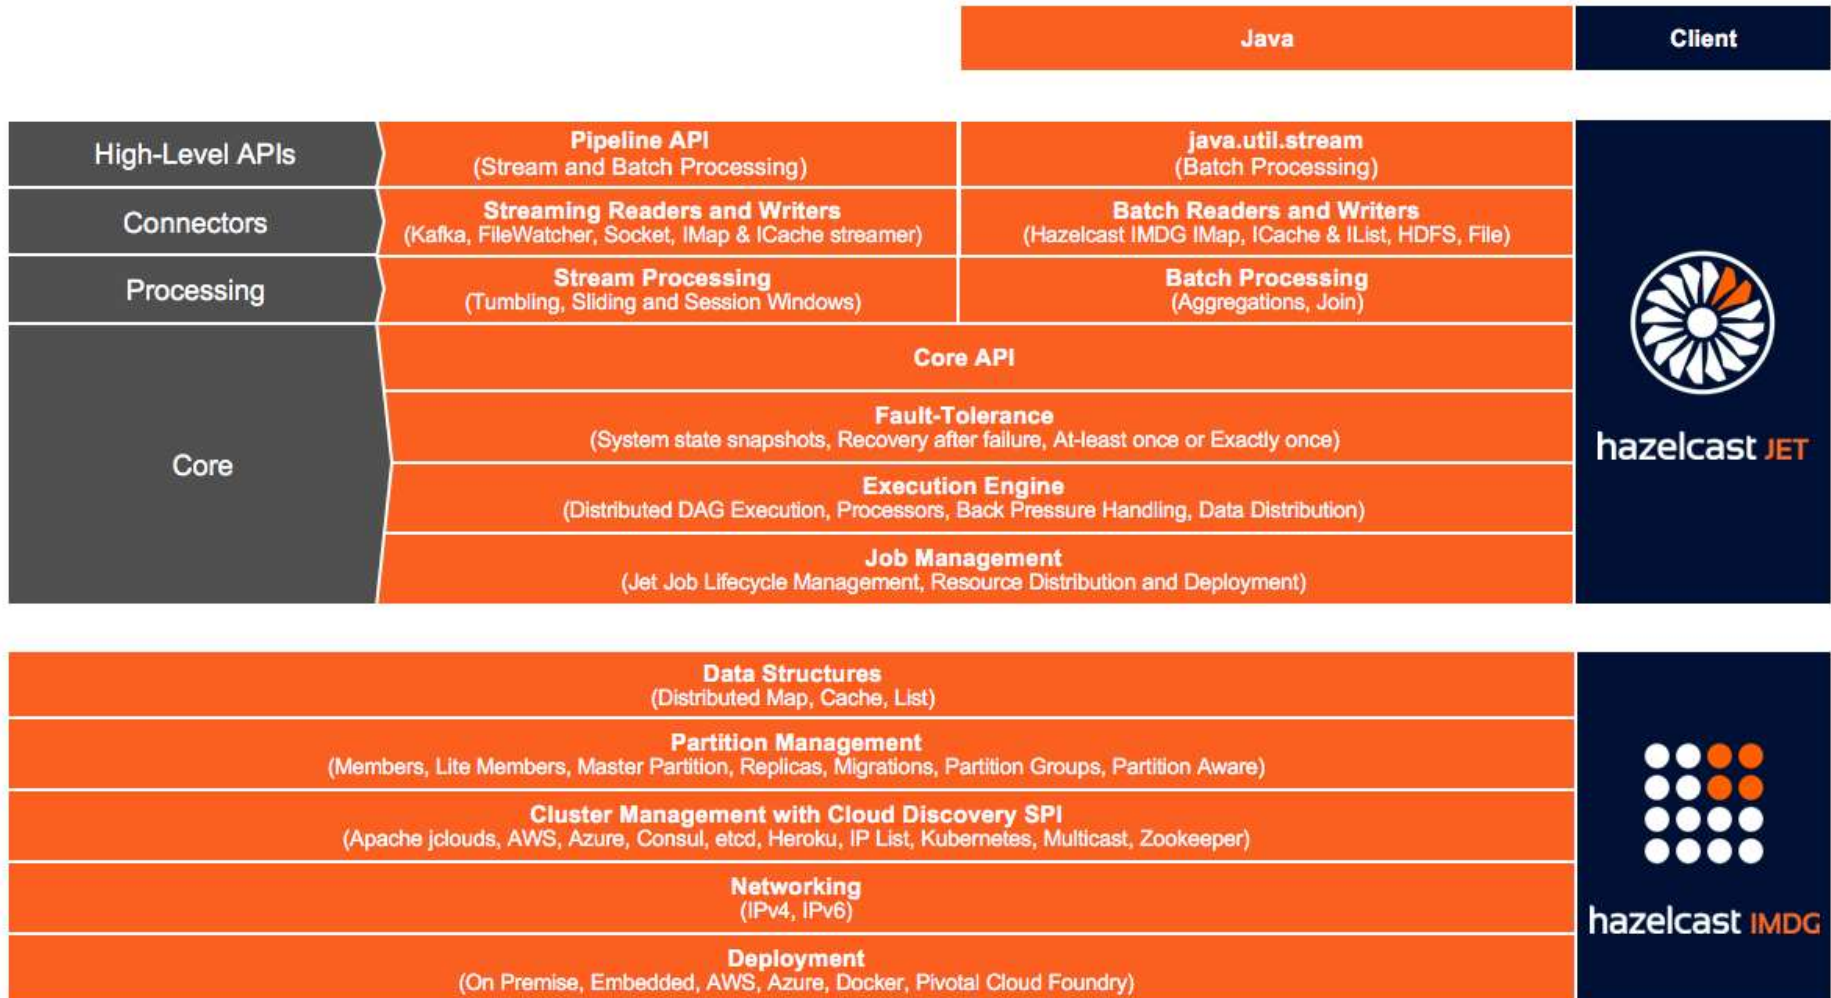 Java
Client
High-Level APIs
Pipeline API
(Stream and Batch Processing)
java.util.stream
(Batch Processing)
Connectors
Streaming Readers and Writers
(Kafka, FileWatcher, Socket, IMap & ICache streamer)
Batch Readers and Writers
(Hazelcast IMDG IMap, ICache & IList, HDFS, File)
Processing
Stream Processing
(Tumbling, Sliding and Session Windows)
Batch Processing
(Aggregations, Join)
Core
Core API
Fault-Tolerance
(System state snapshots, Recovery after failure, At-least once or Exactly once)
Execution Engine
(Distributed DAG Execution, Processors, Back Pressure Handling, Data Distribution)
Job Management
(Jet Job Lifecycle Management, Resource Distribution and Deployment)
hazelcast JET
Data Structures
(Distributed Map, Cache, List)
Partition Management
(Members, Lite Members, Master Partition, Replicas, Migrations, Partition Groups, Partition Aware)
Cluster Management with Cloud Discovery SPI
(Apache jclouds, AWS, Azure, Consul, etcd, Heroku, IP List, Kubernetes, Multicast, Zookeeper)
Networking
(IPv4, IPv6)
Deployment
(On Premise, Embedded, AWS, Azure, Docker, Pivotal Cloud Foundry)
hazelcast IMDG